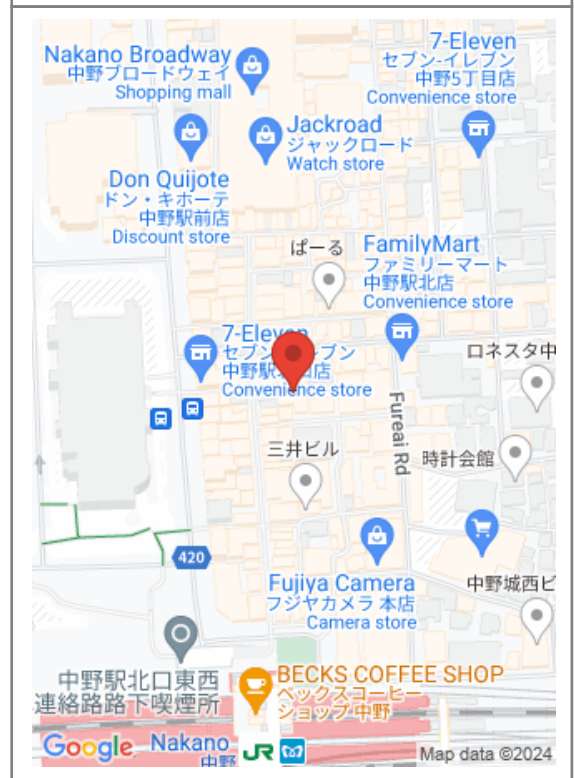 Nakano Broadway
中野ブロードウェイ
Shopping mall
7-Eleven
セブン-イレブン
中野5丁目店
Convenience store
Jackroad
ジャックロード
Watch store
Don Quijote
ドン・キホーテ
中野駅前店
Discount store
ぱーる
FamilyMart
ファミリーマート
中野駅北店
Convenience store
7-Eleven
セブン
レブン
中野駅
店
Convenience store
ロネスタ中
Fureai Rd
三井ビル
時計会館
420
Fujiya Camera
フジヤカメラ 本店
Camera store
中野城西ビ
中野駅北口東西
連絡路路下喫煙所
BECKS COFFEE SHOP
ベックスコーヒー
ショップ 中野
Google
Nakano
中野
JR
Map data ©2024